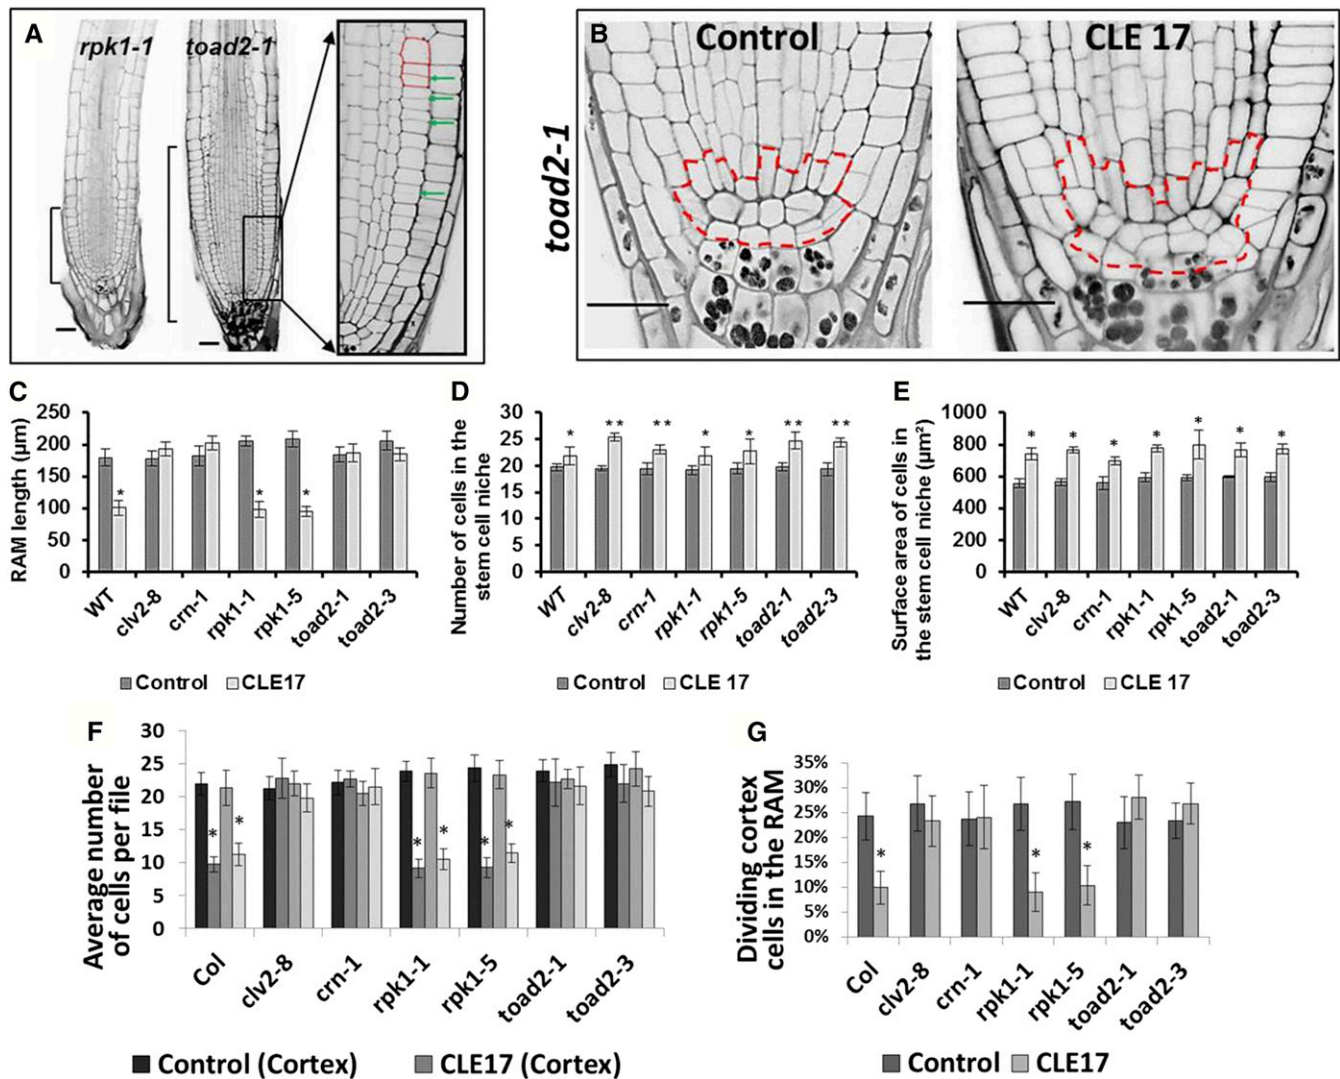 A
rpk1-1
toad2-1
B
Control
CLE 17
toad2-1
C
RAM length (µm)
250
200
150
100
50
0
*
*
*
WT
clv2-8
crn-1
rpk1-1
rpk1-5
toad2-1
toad2-3
Control
CLE17
D
Number of cells in the
stem cell niche
30
25
20
15
10
5
0
*
**
**
*
*
**
**
WT
clv2-8
crn-1
rpk1-1
rpk1-5
toad2-1
toad2-3
Control
CLE 17
E
Surface area of cells in
the stem cell niche (µm²)
1000
800
600
400
200
0
*
*
*
*
*
*
*
WT
clv2-8
crn-1
rpk1-1
rpk1-5
toad2-1
toad2-3
Control
CLE 17
F
Average number
of cells per file
30
25
20
15
10
5
0
*
*
*
*
*
*
Col
clv2-8
crn-1
rpk1-1
rpk1-5
toad2-1
toad2-3
Control (Cortex)
CLE17 (Cortex)
G
Dividing cortex
cells in the RAM
35%
30%
25%
20%
15%
10%
5%
0%
*
*
*
Col
clv2-8
crn-1
rpk1-1
rpk1-5
toad2-1
toad2-3
Control
CLE17